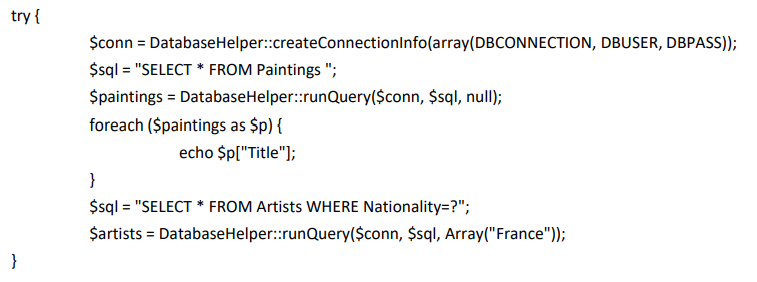 try {
$conn = DatabaseHelper::createConnectionInfo(array(DBCONNECTION, DBUSER, DBPASS));
$sql = "SELECT * FROM Paintings ";
$paintings = DatabaseHelper::runQuery($conn, $sql, null);
foreach ($paintings as $p) {
echo $p["Title"];
}
$sql = "SELECT * FROM Artists WHERE Nationality=?";
$artists = DatabaseHelper::runQuery($conn, $sql, Array("France"));
}